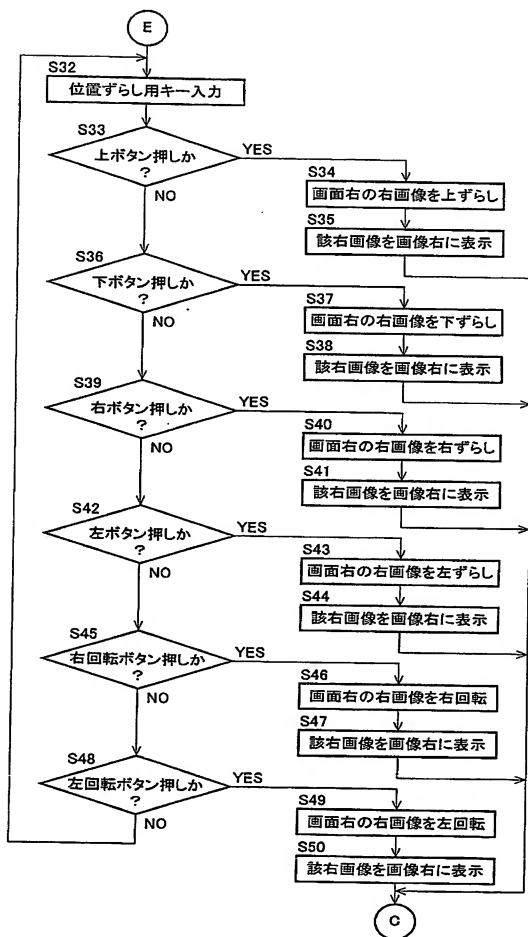 E
S32
位置ずらし用キー入力
S33
上ボタン押しか
?
YES
NO
S34
画面右の右画像を上ずらし
S35
該右画像を画像右に表示
S36
下ボタン押しか
?
YES
NO
S37
画面右の右画像を下ずらし
S38
該右画像を画像右に表示
S39
右ボタン押しか
?
YES
NO
S40
画面右の右画像を右ずらし
S41
該右画像を画像右に表示
S42
左ボタン押しか
?
YES
NO
S43
画面右の右画像を左ずらし
S44
該右画像を画像右に表示
S45
右回転ボタン押しか
?
YES
NO
S46
画面右の右画像を右回転
S47
該右画像を画像右に表示
S48
左回転ボタン押しか
?
YES
NO
S49
画面右の右画像を左回転
S50
該右画像を画像右に表示
C